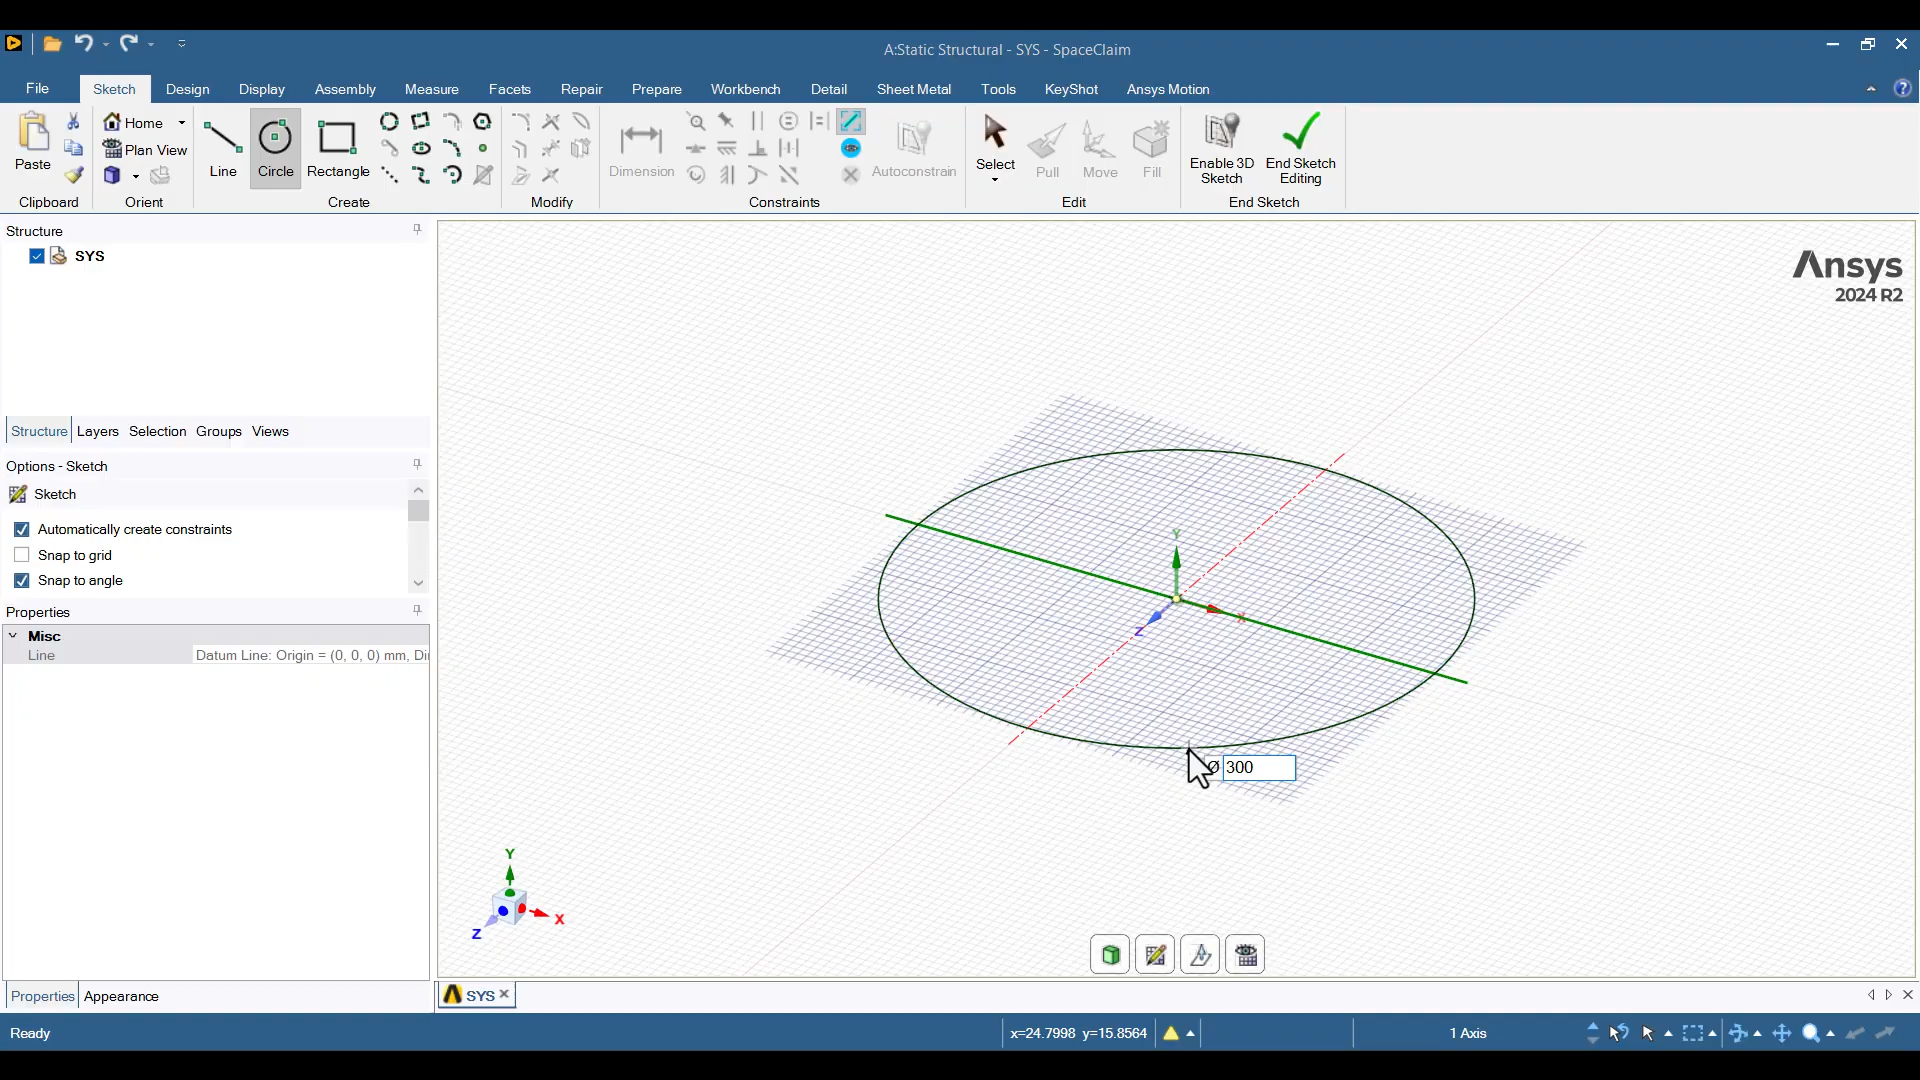 A:Static Structural - SYS - SpaceClaim
File Sketch Design Display Assembly Measure Facets Repair Prepare Workbench Detail Sheet Metal Tools KeyShot Ansys Motion
Paste
Home
Plan View
Line
Circle
Rectangle
Dimension
Autoconstrain
Select
Pull
Move
Fill
Enable 3D
Sketch
End Sketch
Editing
Clipboard Orient Create Modify Constraints Edit End Sketch
Structure
SYS
Structure Layers Selection Groups Views
Options - Sketch
Sketch
Automatically create constraints
Snap to grid
Snap to angle
Properties
Misc
Line Datum Line: Origin = (0, 0, 0) mm, Di
Properties Appearance
Ansys
2024 R2
Y
X
Z
Ø 300
Y
X
Z
SYS
Ready x=24.7998 y=15.8564 1 Axis